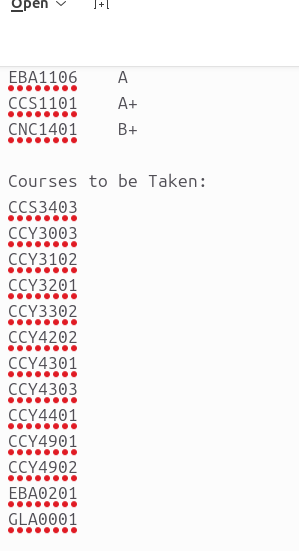 Open
EBA1106 A
CCS1101 A+
CNC1401 B+
Courses to be Taken:
CCS3403
CCY3003
CCY3102
CCY3201
CCY3302
CCY4202
CCY4301
CCY4303
CCY4401
CCY4901
CCY4902
EBA0201
GLA0001